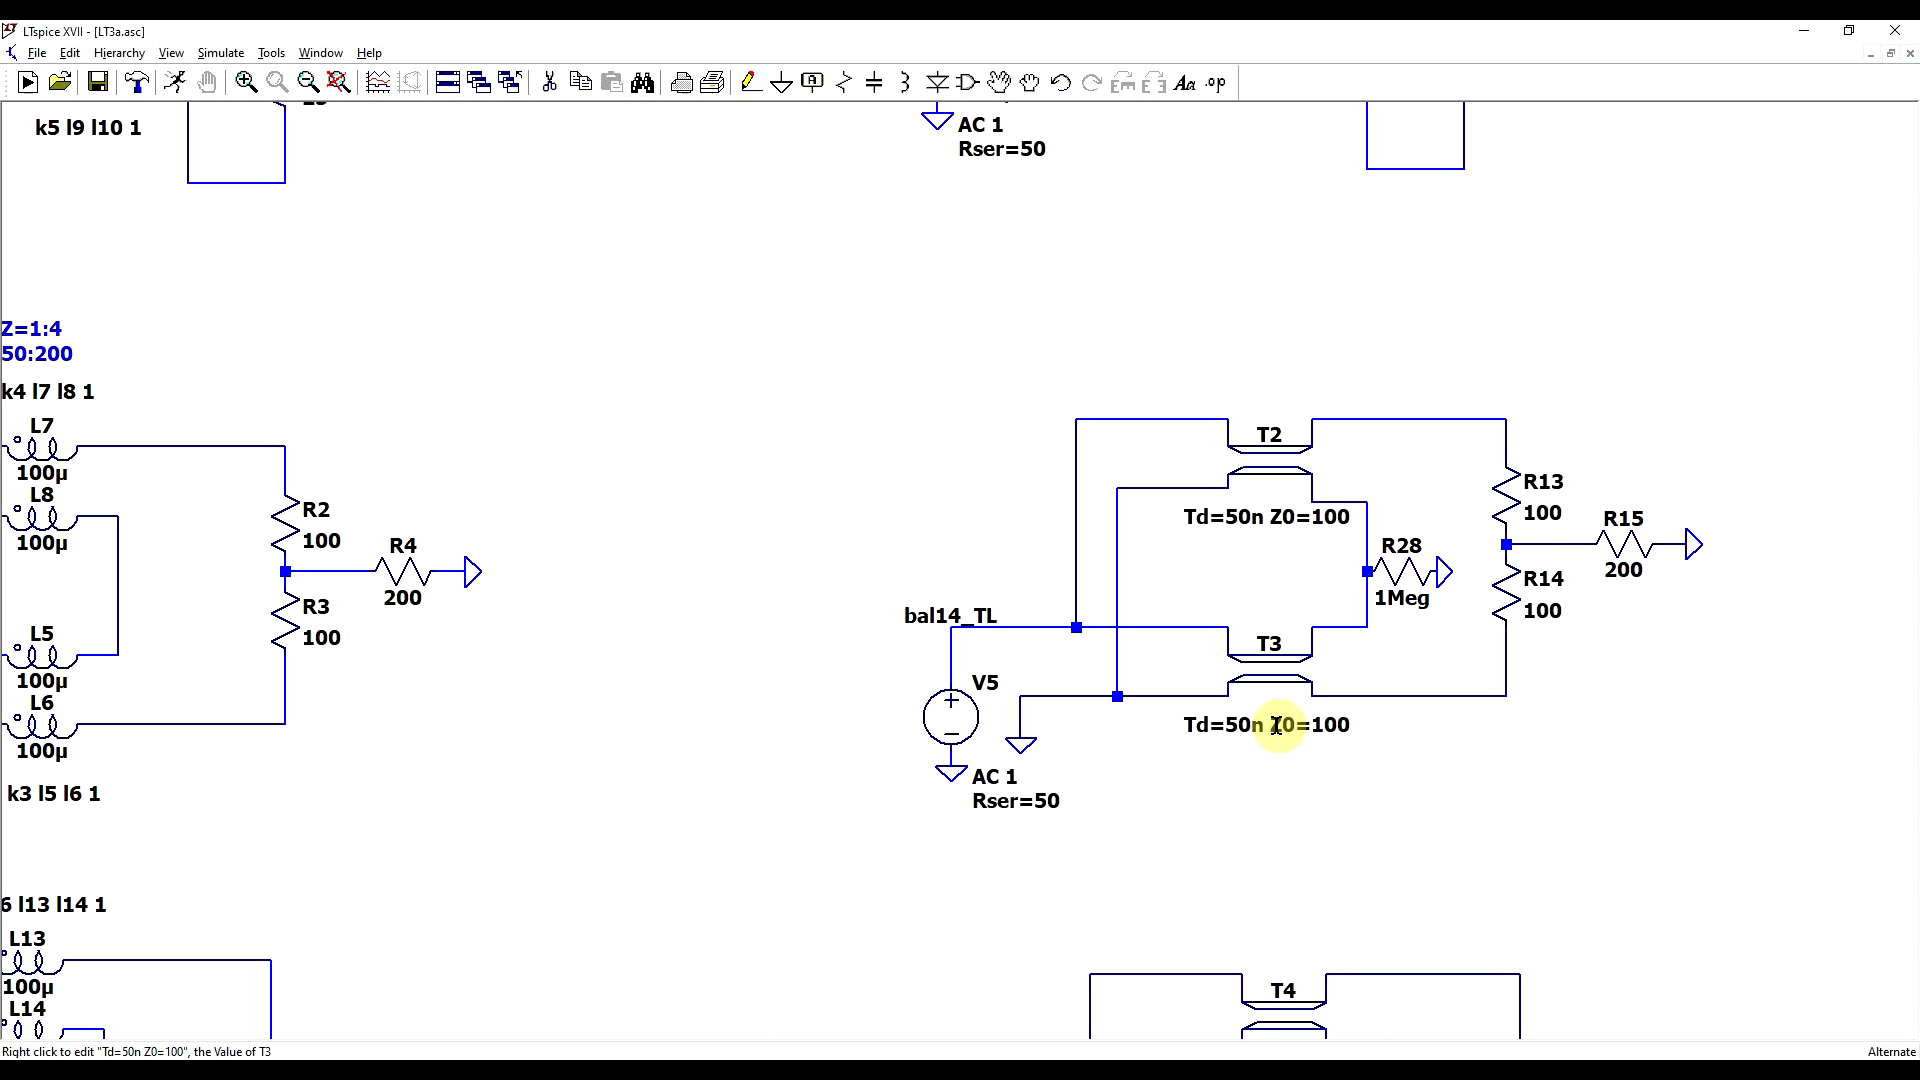 LTspice XVII - [LT3a.asc]
File Edit Hierarchy View Simulate Tools Window Help
k5 l9 l10 1
AC 1
Rser=50
Z=1:4
50:200
k4 l7 l8 1
L7
100µ
L8
100µ
L5
100µ
L6
100µ
k3 l5 l6 1
R2
100
R3
100
R4
200
bal14_TL
V5
AC 1
Rser=50
T2
Td=50n Z0=100
T3
Td=50n Z0=100
R28
1Meg
R13
100
R14
100
R15
200
6 l13 l14 1
L13
100µ
L14
T4
Right click to edit "Td=50n Z0=100", the Value of T3
Alternate